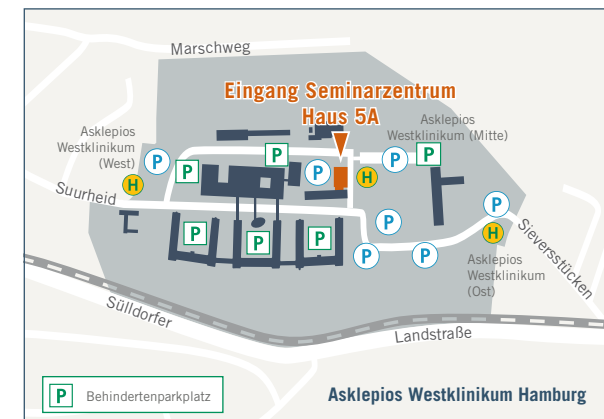 Marschweg
Eingang Seminarzentrum
Haus 5A
Asklepios
Westklinikum
(West)
Asklepios
Westklinikum (Mitte)
P
P
P
P
P
P
H
H
Suurheid
P
P
P
P
P
P
H
P
P
Sieversstücken
Asklepios
Westklinikum
(Ost)
Sülldorfer
Landstraße
P
Behindertenparkplatz
Asklepios Westklinikum Hamburg